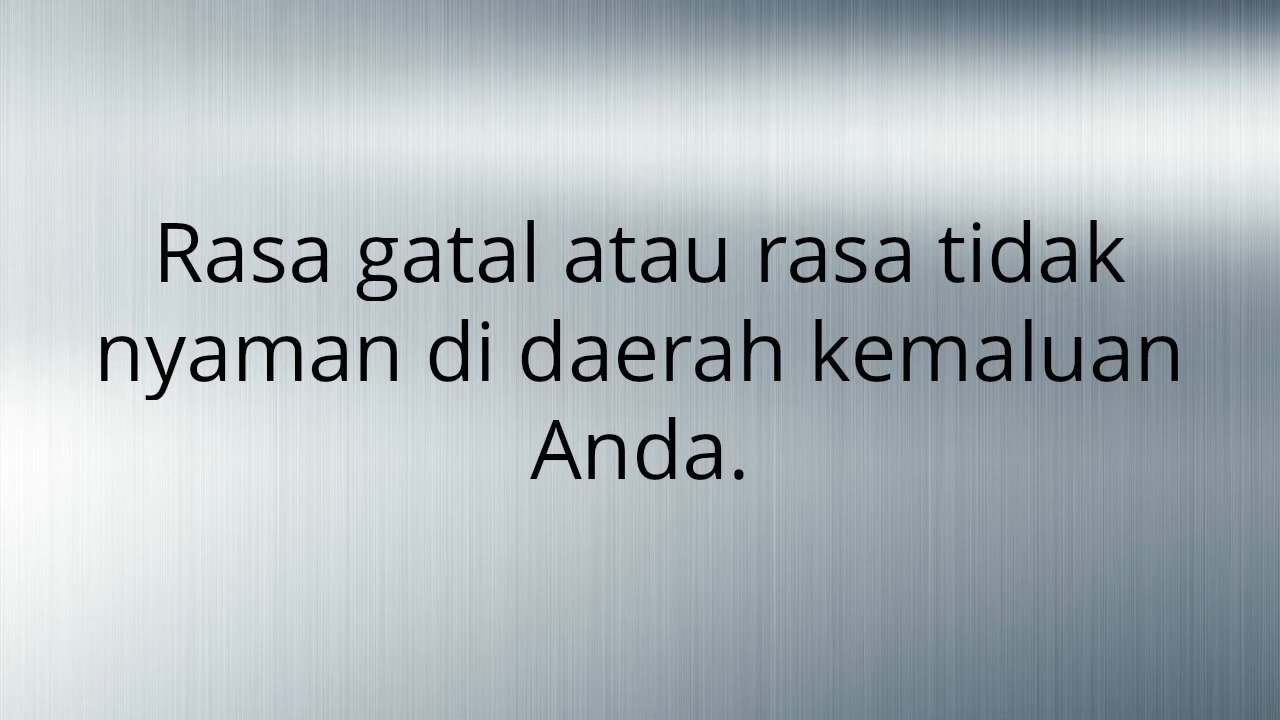 Rasa gatal atau rasa tidak
nyaman di daerah kemaluan
Anda.